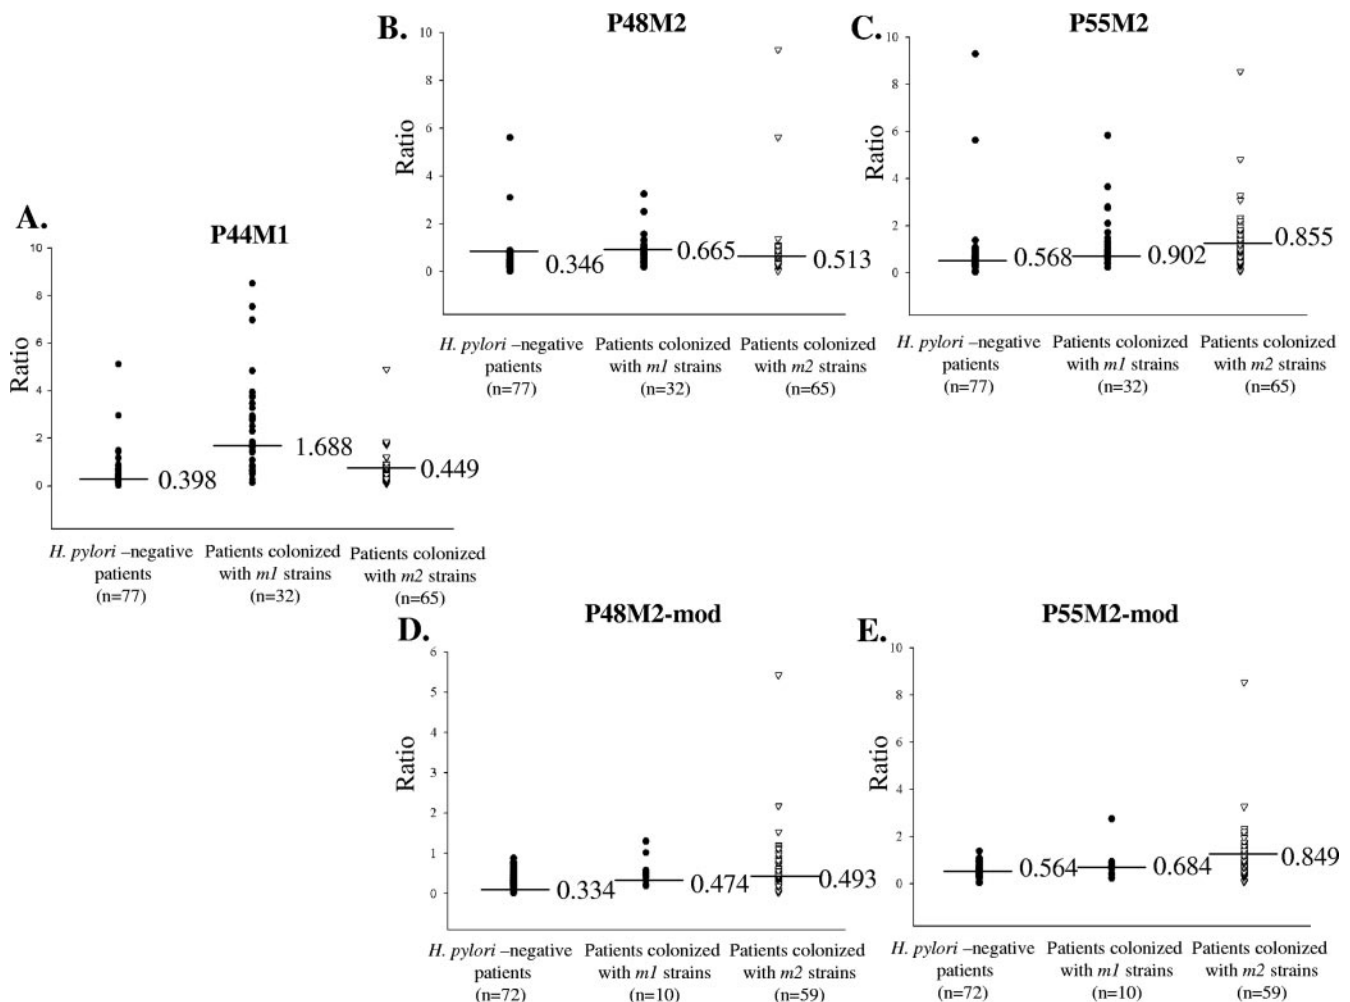 A.
P44M1
Ratio
10
8
6
4
2
0
0.398
1.688
0.449
H. pylori –negative
patients
(n=77)
Patients colonized
with m1 strains
(n=32)
Patients colonized
with m2 strains
(n=65)
B.
P48M2
Ratio
10
8
6
4
2
0
0.346
0.665
0.513
H. pylori –negative
patients
(n=77)
Patients colonized
with m1 strains
(n=32)
Patients colonized
with m2 strains
(n=65)
C.
P55M2
Ratio
10
8
6
4
2
0
0.568
0.902
0.855
H. pylori –negative
patients
(n=77)
Patients colonized
with m1 strains
(n=32)
Patients colonized
with m2 strains
(n=65)
D.
P48M2-mod
Ratio
6
5
4
3
2
1
0
0.334
0.474
0.493
H. pylori –negative
patients
(n=72)
Patients colonized
with m1 strains
(n=10)
Patients colonized
with m2 strains
(n=59)
E.
P55M2-mod
Ratio
10
8
6
4
2
0
0.564
0.684
0.849
H. pylori –negative
patients
(n=72)
Patients colonized
with m1 strains
(n=10)
Patients colonized
with m2 strains
(n=59)